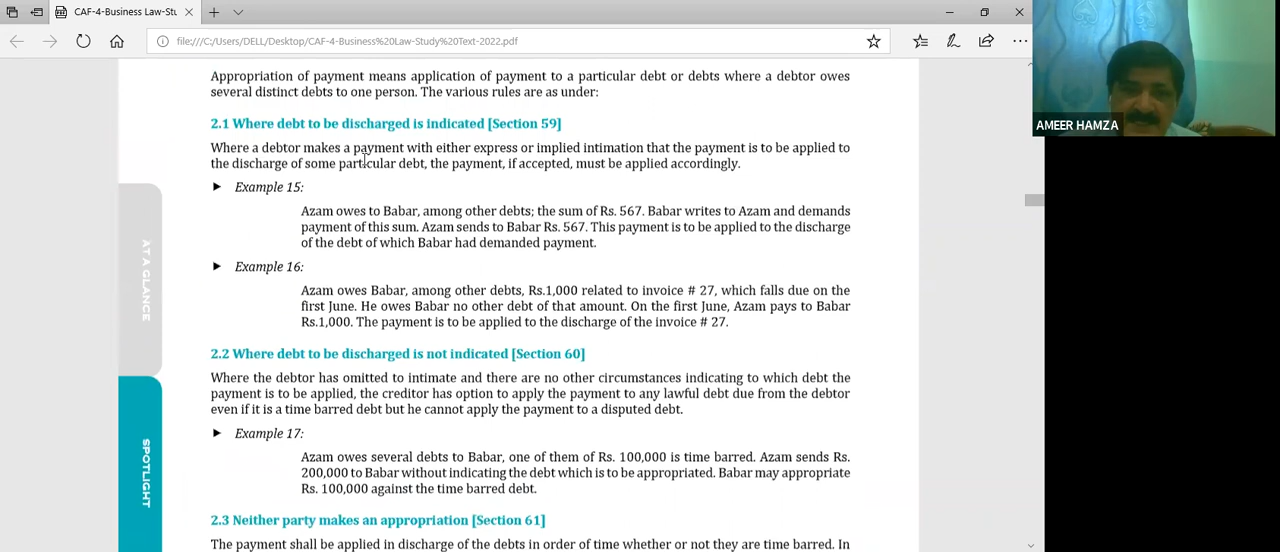 CAF-4-Business Law-Stu
file:///C:/Users/DELL/Desktop/CAF-4-Business%20Law-Study%20Text-2022.pdf
AMEER HAMZA
Appropriation of payment means application of payment to a particular debt or debts where a debtor owes
several distinct debts to one person. The various rules are as under:
2.1 Where debt to be discharged is indicated [Section 59]
Where a debtor makes a payment with either express or implied intimation that the payment is to be applied to
the discharge of some particular debt, the payment, if accepted, must be applied accordingly.
Example 15:
Azam owes to Babar, among other debts; the sum of Rs. 567. Babar writes to Azam and demands
payment of this sum. Azam sends to Babar Rs. 567. This payment is to be applied to the discharge
of the debt of which Babar had demanded payment.
Example 16:
Azam owes Babar, among other debts, Rs.1,000 related to invoice # 27, which falls due on the
first June. He owes Babar no other debt of that amount. On the first June, Azam pays to Babar
Rs.1,000. The payment is to be applied to the discharge of the invoice # 27.
2.2 Where debt to be discharged is not indicated [Section 60]
Where the debtor has omitted to intimate and there are no other circumstances indicating to which debt the
payment is to be applied, the creditor has option to apply the payment to any lawful debt due from the debtor
even if it is a time barred debt but he cannot apply the payment to a disputed debt.
Example 17:
Azam owes several debts to Babar, one of them of Rs. 100,000 is time barred. Azam sends Rs.
200,000 to Babar without indicating the debt which is to be appropriated. Babar may appropriate
Rs. 100,000 against the time barred debt.
2.3 Neither party makes an appropriation [Section 61]
The payment shall be applied in discharge of the debts in order of time whether or not they are time barred. In
AT A GLANCE
SPOTLIGHT